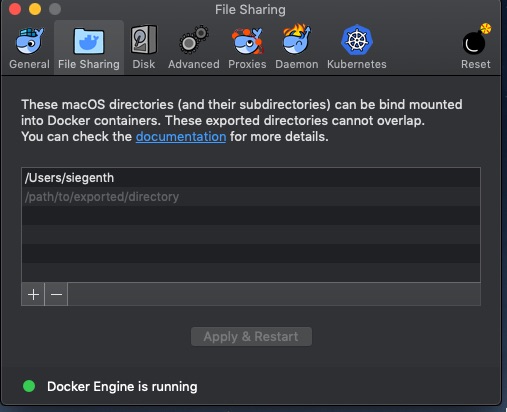 File Sharing
General File Sharing Disk Advanced Proxies Daemon Kubernetes Reset
These macOS directories (and their subdirectories) can be bind mounted
into Docker containers. These exported directories cannot overlap.
You can check the documentation for more details.
/Users/siegenth
/path/to/exported/directory
+ −
Apply & Restart
Docker Engine is running